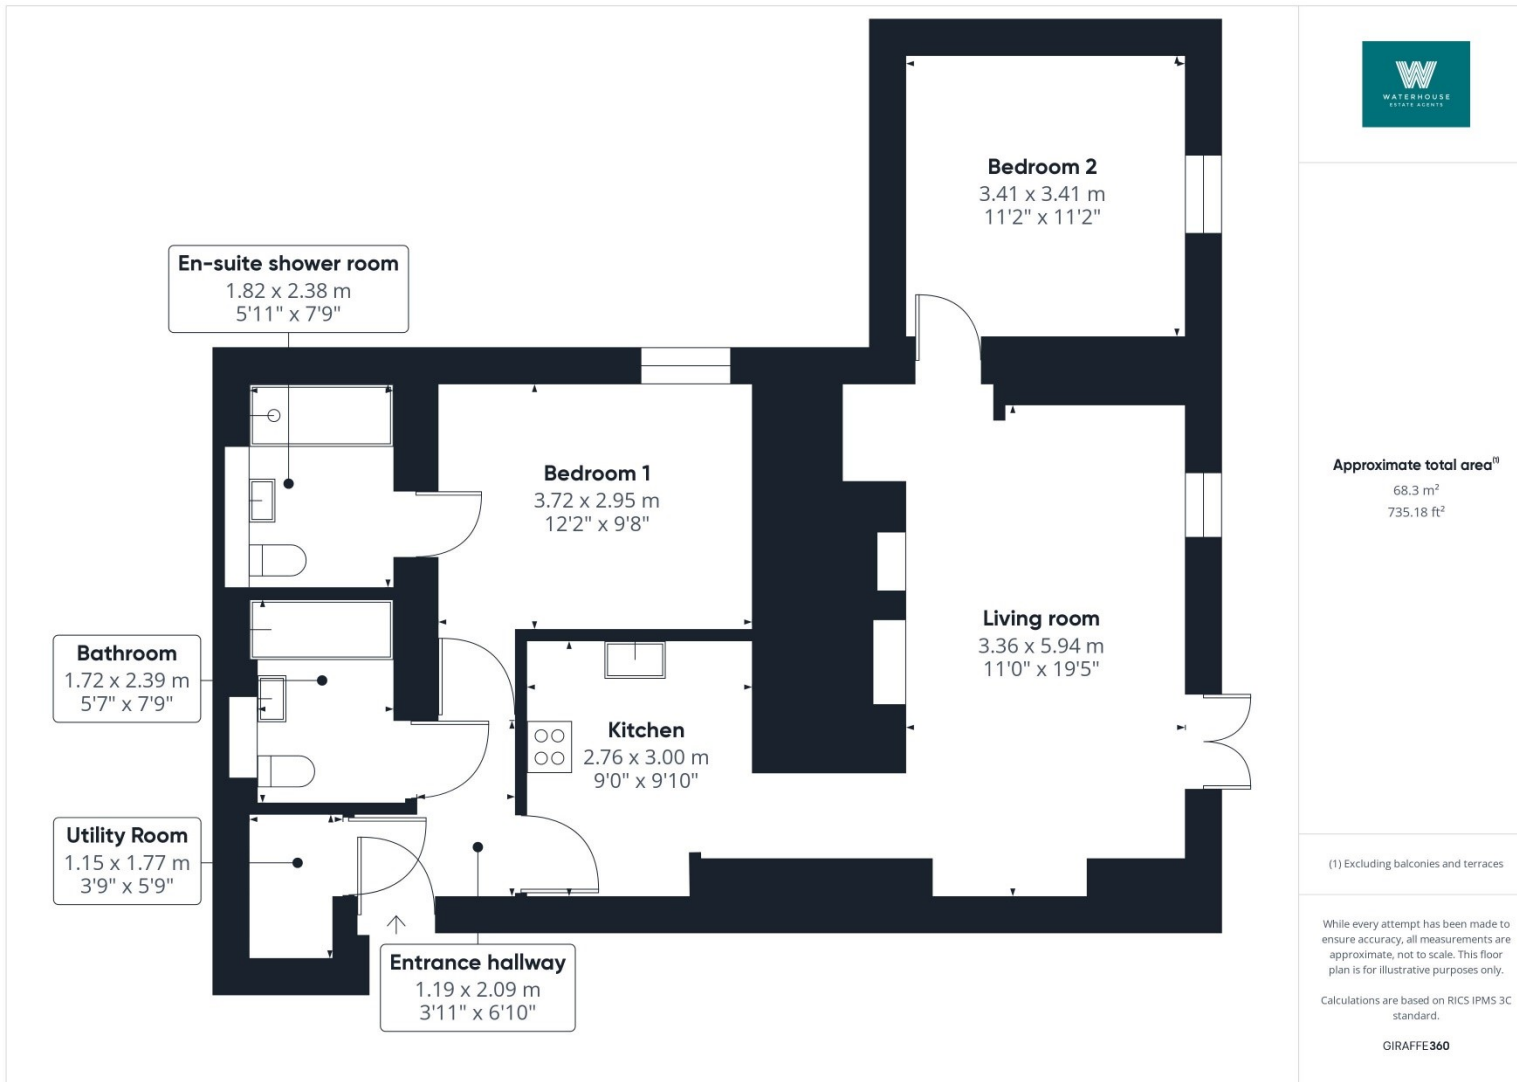 Bedroom 2
3.41 x 3.41 m
11'2" x 11'2"
En-suite shower room
1.82 x 2.38 m
5'11" x 7'9"
Bedroom 1
3.72 x 2.95 m
12'2" x 9'8"
Living room
3.36 x 5.94 m
11'0" x 19'5"
Bathroom
1.72 x 2.39 m
5'7" x 7'9"
Kitchen
2.76 x 3.00 m
9'0" x 9'10"
Utility Room
1.15 x 1.77 m
3'9" x 5'9"
Entrance hallway
1.19 x 2.09 m
3'11" x 6'10"
W
WATERHOUSE
ESTATE AGENTS
Approximate total area⁽¹⁾
68.3 m²
735.18 ft²
(1) Excluding balconies and terraces
While every attempt has been made to
ensure accuracy, all measurements are
approximate, not to scale. This floor
plan is for illustrative purposes only.
Calculations are based on RICS IPMS 3C
standard.
GIRAFFE360